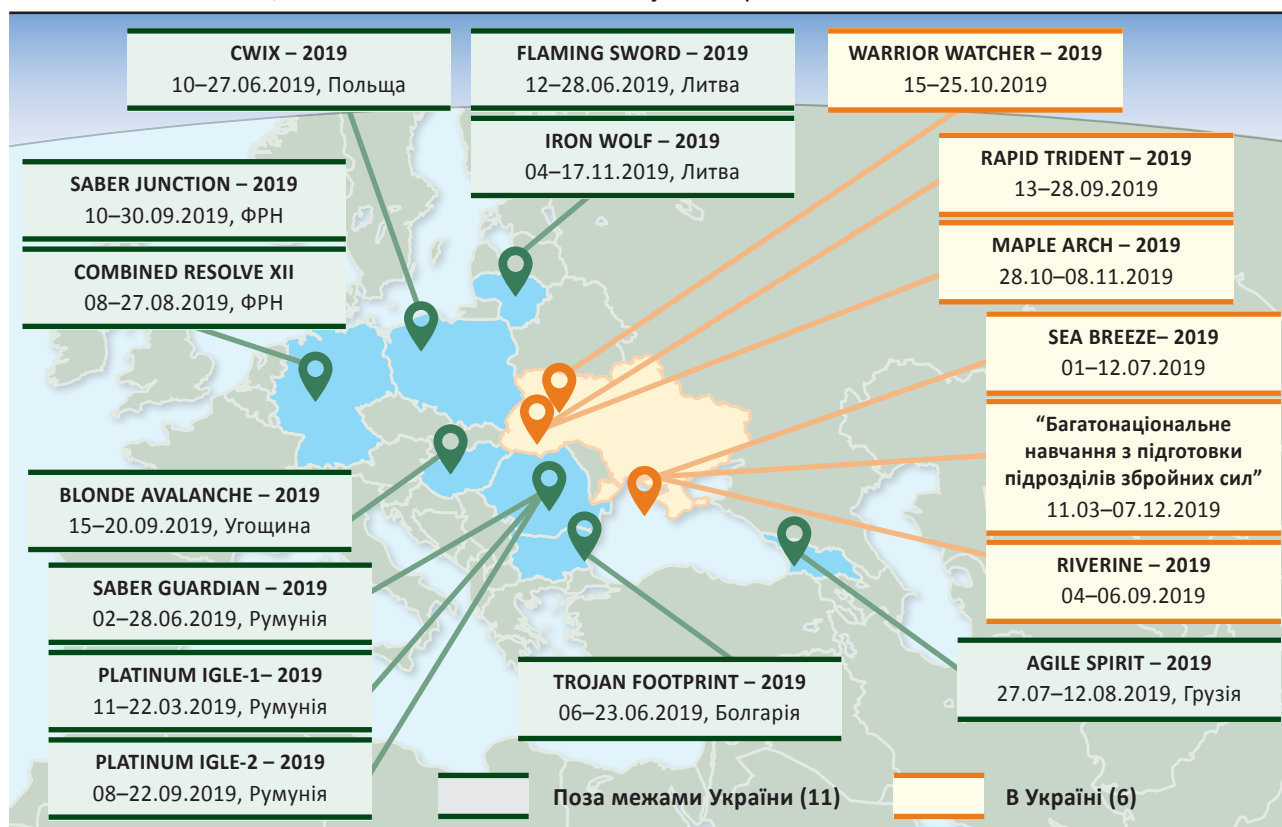 CWIX – 2019
10–27.06.2019, Польща
FLAMING SWORD – 2019
12–28.06.2019, Литва
IRON WOLF – 2019
04–17.11.2019, Литва
WARRIOR WATCHER – 2019
15–25.10.2019
RAPID TRIDENT – 2019
13–28.09.2019
MAPLE ARCH – 2019
28.10–08.11.2019
SABER JUNCTION – 2019
10–30.09.2019, ФРН
COMBINED RESOLVE XII
08–27.08.2019, ФРН
SEA BREEZE– 2019
01–12.07.2019
“Багатонаціональне
навчання з підготовки
підрозділів збройних сил”
11.03–07.12.2019
RIVERINE – 2019
04–06.09.2019
BLONDE AVALANCHE – 2019
15–20.09.2019, Угощина
SABER GUARDIAN – 2019
02–28.06.2019, Румунія
PLATINUM IGLE-1– 2019
11–22.03.2019, Румунія
PLATINUM IGLE-2 – 2019
08–22.09.2019, Румунія
TROJAN FOOTPRINT – 2019
06–23.06.2019, Болгарія
AGILE SPIRIT – 2019
27.07–12.08.2019, Грузія
Поза межами України (11)
В Україні (6)